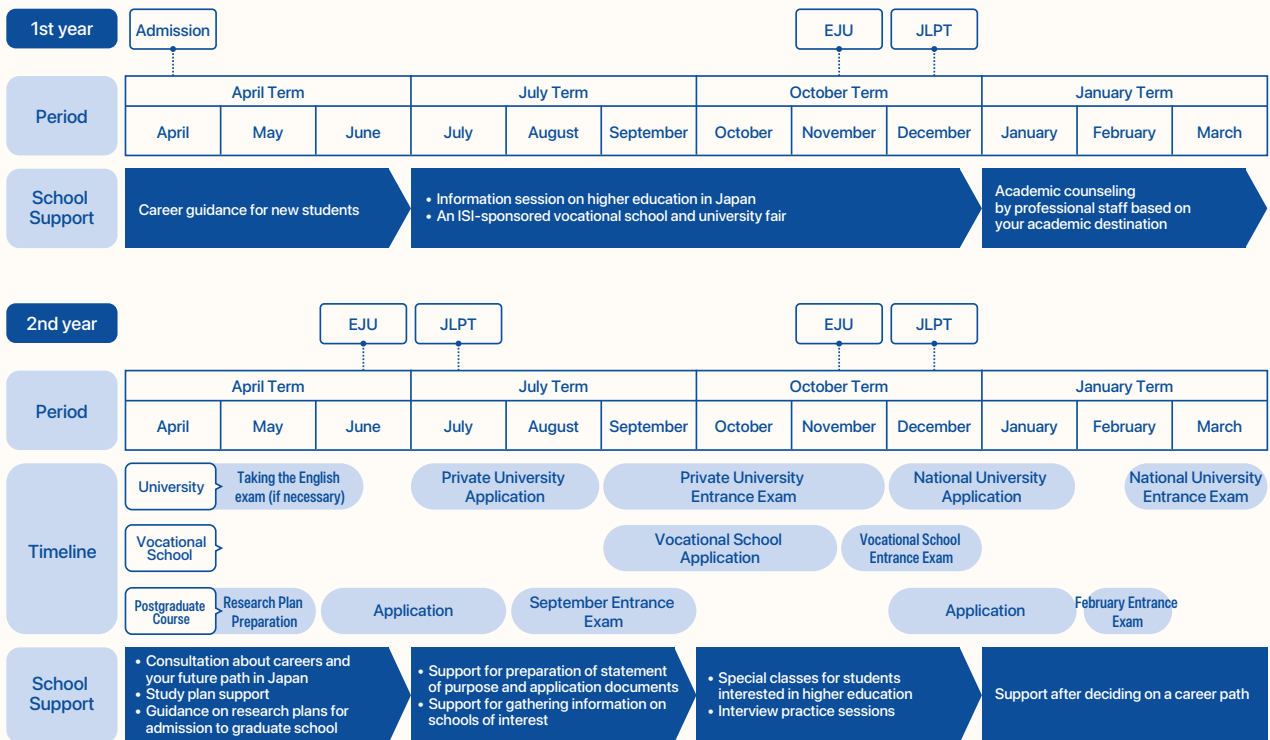 1st year
Admission
EJU
JLPT
Period
April Term
July Term
October Term
January Term
April
May
June
July
August
September
October
November
December
January
February
March
School
Support
Career guidance for new students
• Information session on higher education in Japan
• An ISI-sponsored vocational school and university fair
Academic counseling
by professional staff based on
your academic destination
2nd year
EJU
JLPT
EJU
JLPT
Period
April Term
July Term
October Term
January Term
April
May
June
July
August
September
October
November
December
January
February
March
Timeline
University
Taking the English
exam (if necessary)
Private University
Application
Private University
Entrance Exam
National University
Application
National University
Entrance Exam
Vocational
School
Vocational School
Application
Vocational School
Entrance Exam
Postgraduate
Course
Research Plan
Preparation
Application
September Entrance
Exam
Application
February Entrance
Exam
School
Support
• Consultation about careers and
your future path in Japan
• Study plan support
• Guidance on research plans for
admission to graduate school
• Support for preparation of statement
of purpose and application documents
• Support for gathering information on
schools of interest
• Special classes for students
interested in higher education
• Interview practice sessions
Support after deciding on a career path